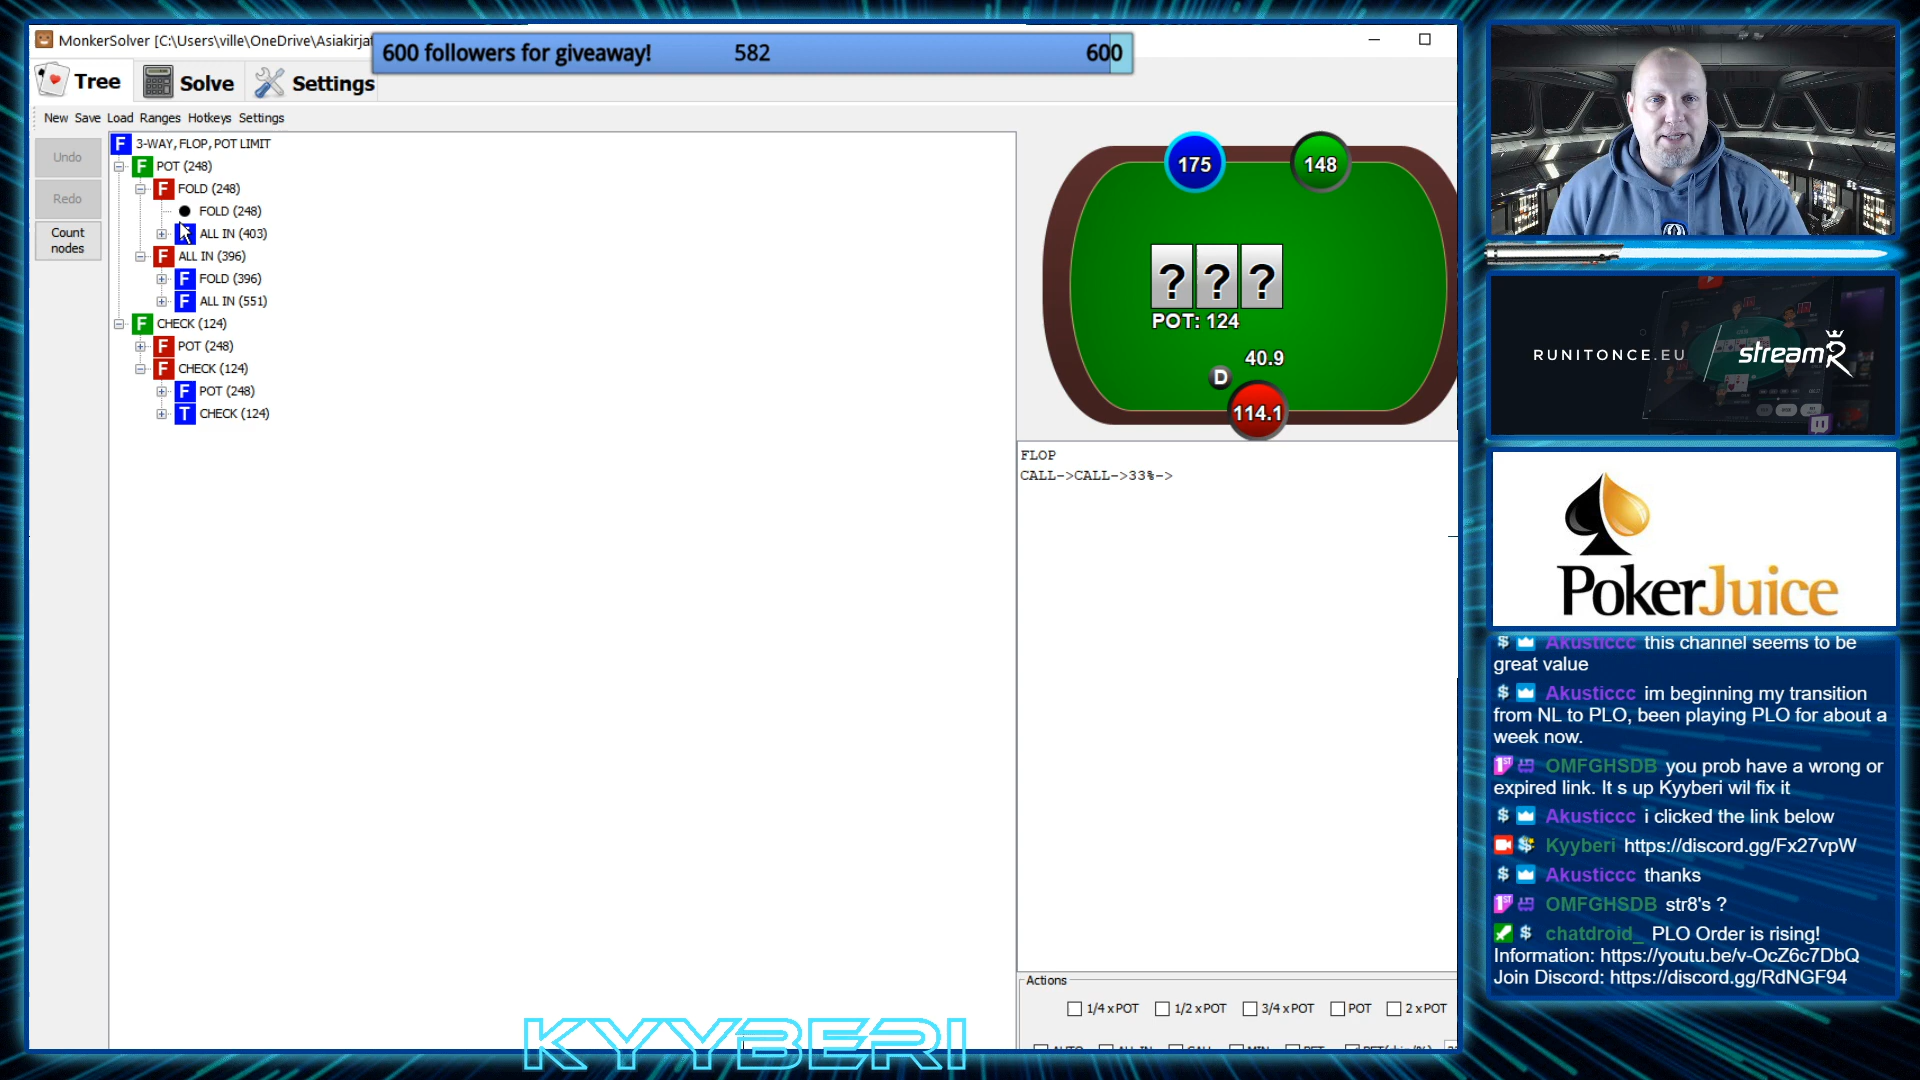 MonkerSolver [C:\Users\ville\OneDrive\Asiakirjat
600 followers for giveaway! 582 600
Tree Solve Settings
New Save Load Ranges Hotkeys Settings
Undo
Redo
Count
nodes
F 3-WAY, FLOP, POT LIMIT
F POT (248)
F FOLD (248)
FOLD (248)
ALL IN (403)
F ALL IN (396)
F FOLD (396)
F ALL IN (551)
F CHECK (124)
F POT (248)
F CHECK (124)
F POT (248)
T CHECK (124)
175 148
? ? ?
POT: 124
40.9
D
114.1
FLOP
CALL->CALL->33%->
Actions
1/4 x POT 1/2 x POT 3/4 x POT POT 2 x POT
KYYBERI
RUNITONCE.EU / streamR
PokerJuice
Akusticcc this channel seems to be
great value
Akusticcc im beginning my transition
from NL to PLO, been playing PLO for about a
week now.
OMFGHSDB you prob have a wrong or
expired link. It s up Kyyberi wil fix it
Akusticcc i clicked the link below
Kyyberi https://discord.gg/Fx27vpW
Akusticcc thanks
OMFGHSDB str8's ?
chatdroid_ PLO Order is rising!
Information: https://youtu.be/v-OcZ6c7DbQ
Join Discord: https://discord.gg/RdNGF94